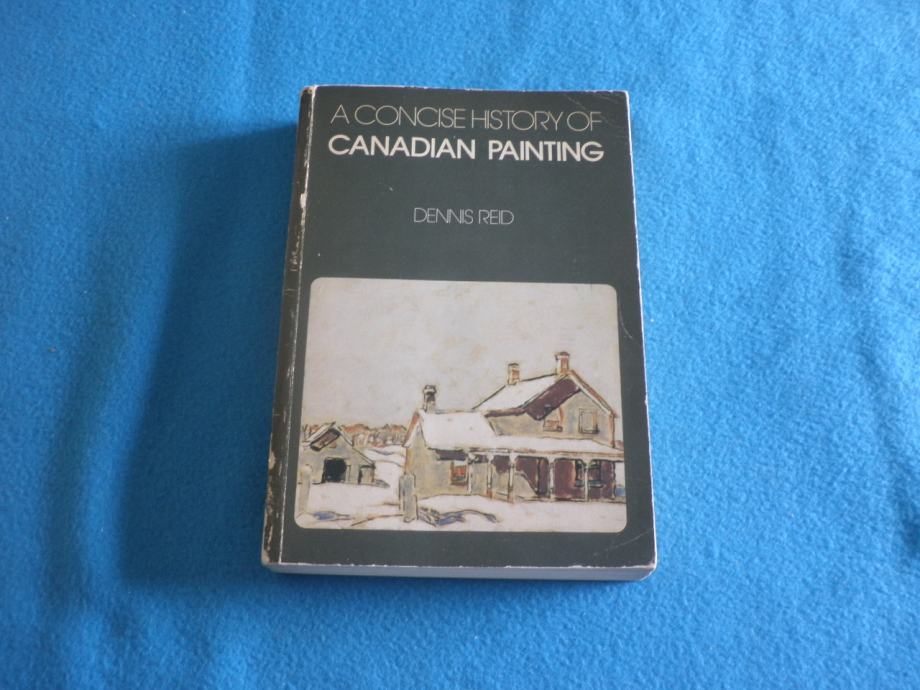 A CONCISE HISTORY OF
CANADIAN PAINTING
DENNIS REID